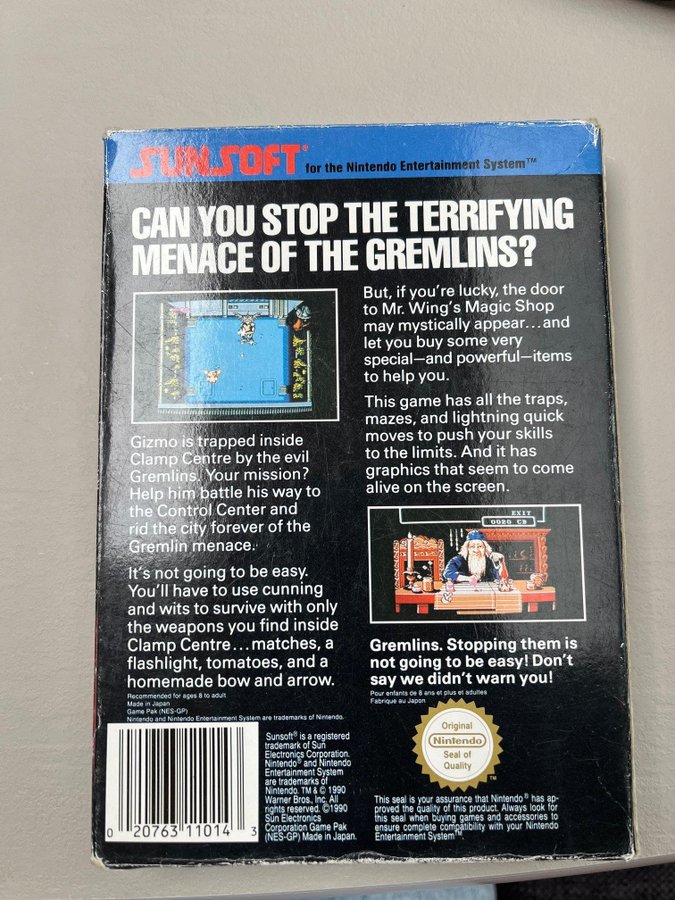 SUNSOFT® for the Nintendo Entertainment System™
CAN YOU STOP THE TERRIFYING
MENACE OF THE GREMLINS?
Gizmo is trapped inside
Clamp Centre by the evil
Gremlins. Your mission?
Help him battle his way to
the Control Center and
rid the city forever of the
Gremlin menace.
It's not going to be easy.
You'll have to use cunning
and wits to survive with only
the weapons you find inside
Clamp Centre...matches, a
flashlight, tomatoes, and a
homemade bow and arrow.
But, if you're lucky, the door
to Mr. Wing's Magic Shop
may mystically appear...and
let you buy some very
special—and powerful—items
to help you.
This game has all the traps,
mazes, and lightning quick
moves to push your skills
to the limits. And it has
graphics that seem to come
alive on the screen.
EXIT
0020 CB
Gremlins. Stopping them is
not going to be easy! Don't
say we didn't warn you!
Recommended for ages 8 to adult
Made in Japan
Game Pak (NES-GP)
Nintendo and Nintendo Entertainment System are trademarks of Nintendo.
Pour enfants de 8 ans et plus et adultes
Fabrique au Japon
0 20763 11014 3
Sunsoft® is a registered
trademark of Sun
Electronics Corporation.
Nintendo® and Nintendo
Entertainment System
are trademarks of
Nintendo. TM & © 1990
Warner Bros., Inc. All
rights reserved. ©1990
Sun Electronics
Corporation Game Pak
(NES-GP) Made in Japan.
Original
Nintendo
Seal of
Quality
TM
This seal is your assurance that Nintendo® has ap-
proved the quality of this product. Always look for
this seal when buying games and accessories to
ensure complete compatibility with your Nintendo
Entertainment System™.